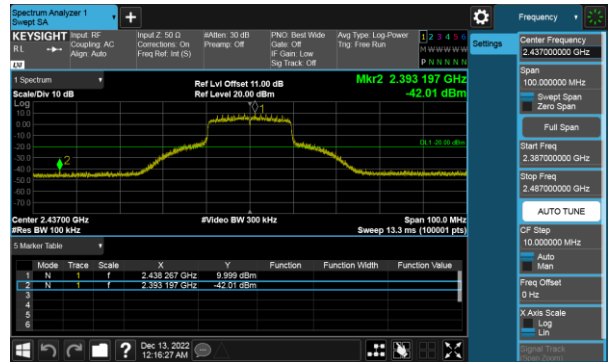 Spectrum Analyzer 1
Swept SA
+
Frequency
KEYSIGHT
RL
Input: RF
Coupling: AC
Align: Auto
Input Z: 50 Ω
Corrections: On
Freq Ref: Int (S)
#Atten: 30 dB
Preamp: Off
PNO: Best Wide
Gate: Off
IF Gain: Low
Sig Track: Off
Avg Type: Log-Power
Trig: Free Run
1 2 3 4 5 6
M W W W W W
P N N N N N
LXI
1 Spectrum
Scale/Div 10 dB
Ref Lvl Offset 11.00 dB
Ref Level 20.00 dBm
Mkr2 2.393 197 GHz
-42.01 dBm
Log
10.0
0.00
-10.0
-20.0
-30.0
-40.0
-50.0
-60.0
-70.0
1
2
DL1 -20.00 dBm
Center 2.43700 GHz
#Res BW 100 kHz
#Video BW 300 kHz
Span 100.0 MHz
Sweep 13.3 ms (100001 pts)
5 Marker Table
Mode Trace Scale X Y Function Function Width Function Value
1 N 1 f 2.438 267 GHz 9.999 dBm
2 N 1 f 2.393 197 GHz -42.01 dBm
3
4
5
6
Dec 13, 2022
12:16:27 AM
?
Settings
Center Frequency
2.437000000 GHz
Span
100.000000 MHz
Swept Span
Zero Span
Full Span
Start Freq
2.387000000 GHz
Stop Freq
2.487000000 GHz
AUTO TUNE
CF Step
10.000000 MHz
Auto
Man
Freq Offset
0 Hz
X Axis Scale
Log
Lin
Signal Track
(Span Zoom)